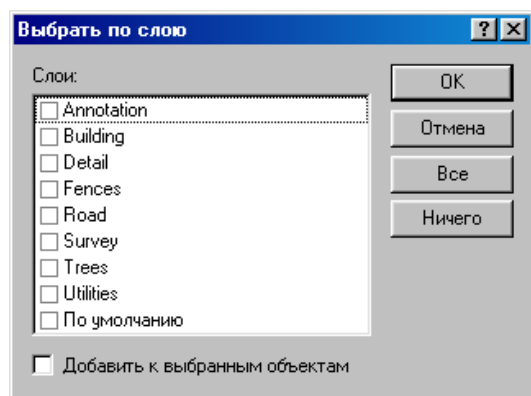 Выбрать по слою
Слои:
Annotation
Building
Detail
Fences
Road
Survey
Trees
Utilities
По умолчанию
OK
Отмена
Все
Ничего
Добавить к выбранным объектам